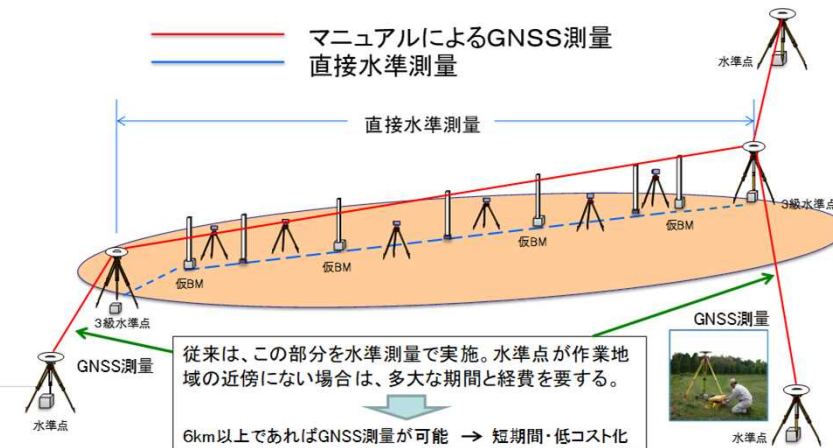 マニュアルによるGNSS測量
直接水準測量
水準点
直接水準測量
3級水準点
仮BM
仮BM
仮BM
仮BM
3級水準点
GNSS測量
GNSS測量
水準点
従来は、この部分を水準測量で実施。水準点が作業地
域の近傍にない場合は、多大な期間と経費を要する。
6km以上であればGNSS測量が可能 → 短期間・低コスト化
水準点